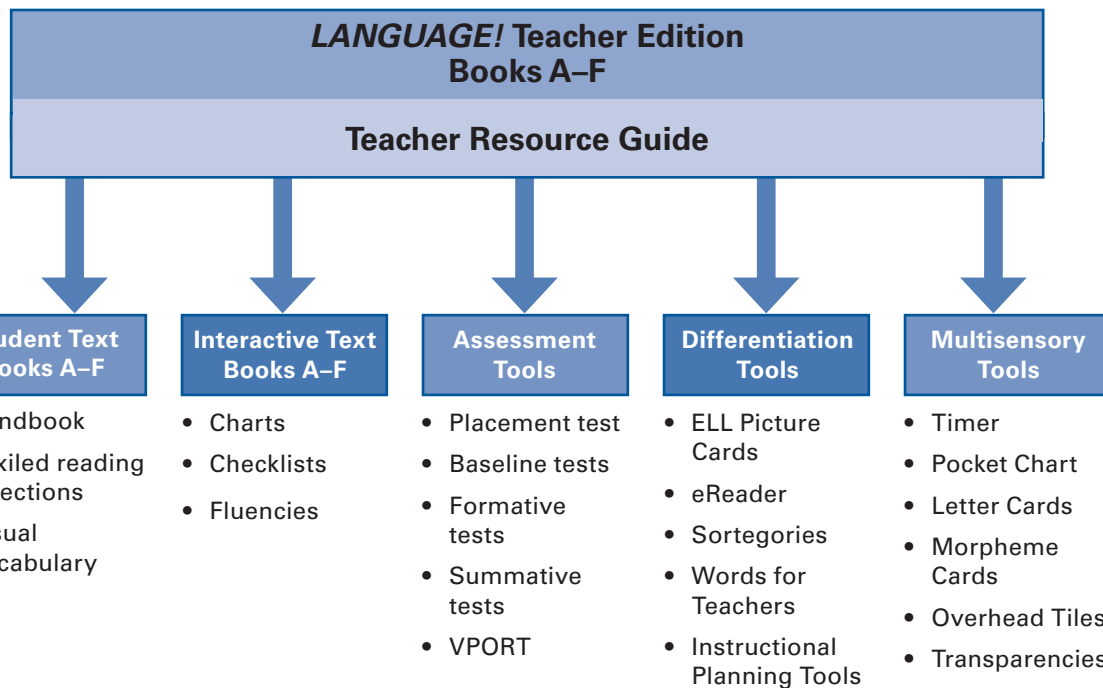 LANGUAGE! Teacher Edition
Books A–F
Teacher Resource Guide
udent Text
ooks A–F
ndbook
xiled reading
ections
sual
cabulary
Interactive Text
Books A–F
• Charts
• Checklists
• Fluencies
Assessment
Tools
• Placement test
• Baseline tests
• Formative
tests
• Summative
tests
• VPORT
Differentiation
Tools
• ELL Picture
Cards
• eReader
• Sortegories
• Words for
Teachers
• Instructional
Planning Tools
Multisensory
Tools
• Timer
• Pocket Chart
• Letter Cards
• Morpheme
Cards
• Overhead Tiles
• Transparencies